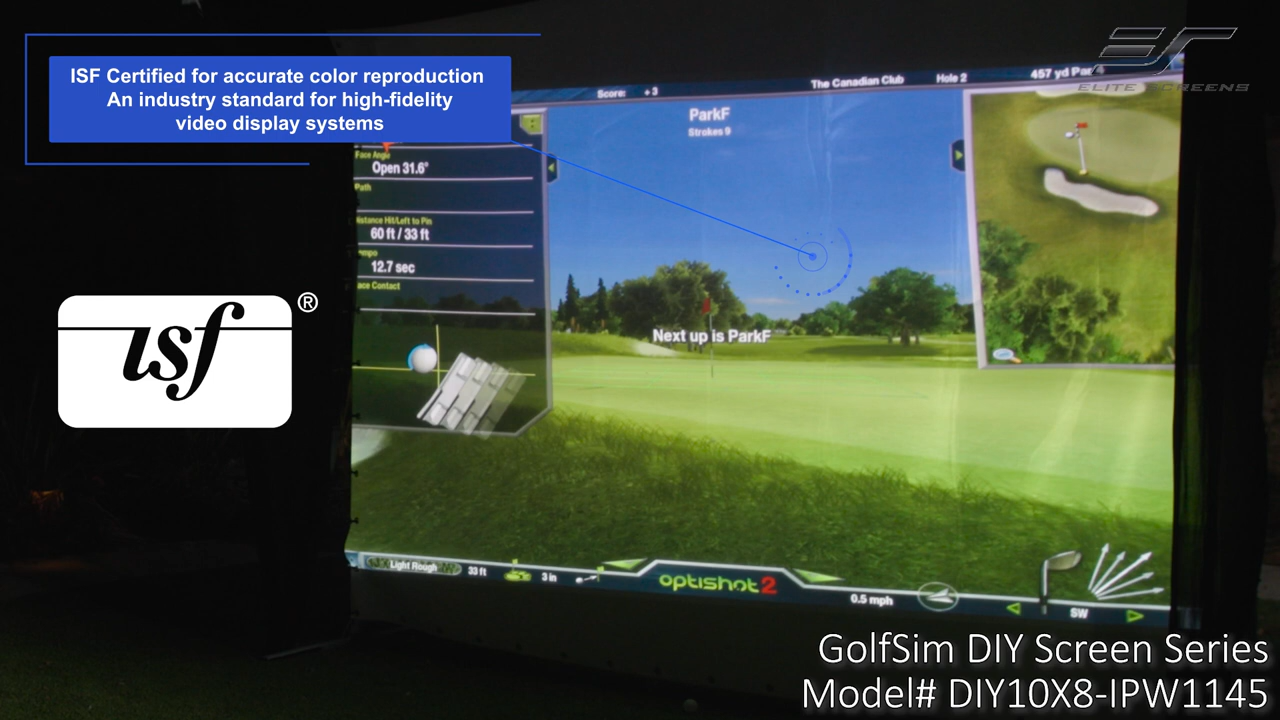 ISF Certified for accurate color reproduction
An industry standard for high-fidelity
video display systems
ELITE SCREENS
Score: +3
The Canadian Club
Hole 2
457 yd Par 4
ParkF
Strokes 9
Face Angle
Open 31.6°
Path
Distance Hit/Left to Pin
60 ft / 33 ft
Tempo
12.7 sec
Face Contact
isf®
Next up is ParkF
Light Rough
33 ft
3 in
optishot2
0.5 mph
SW
GolfSim DIY Screen Series
Model# DIY10X8-IPW1145